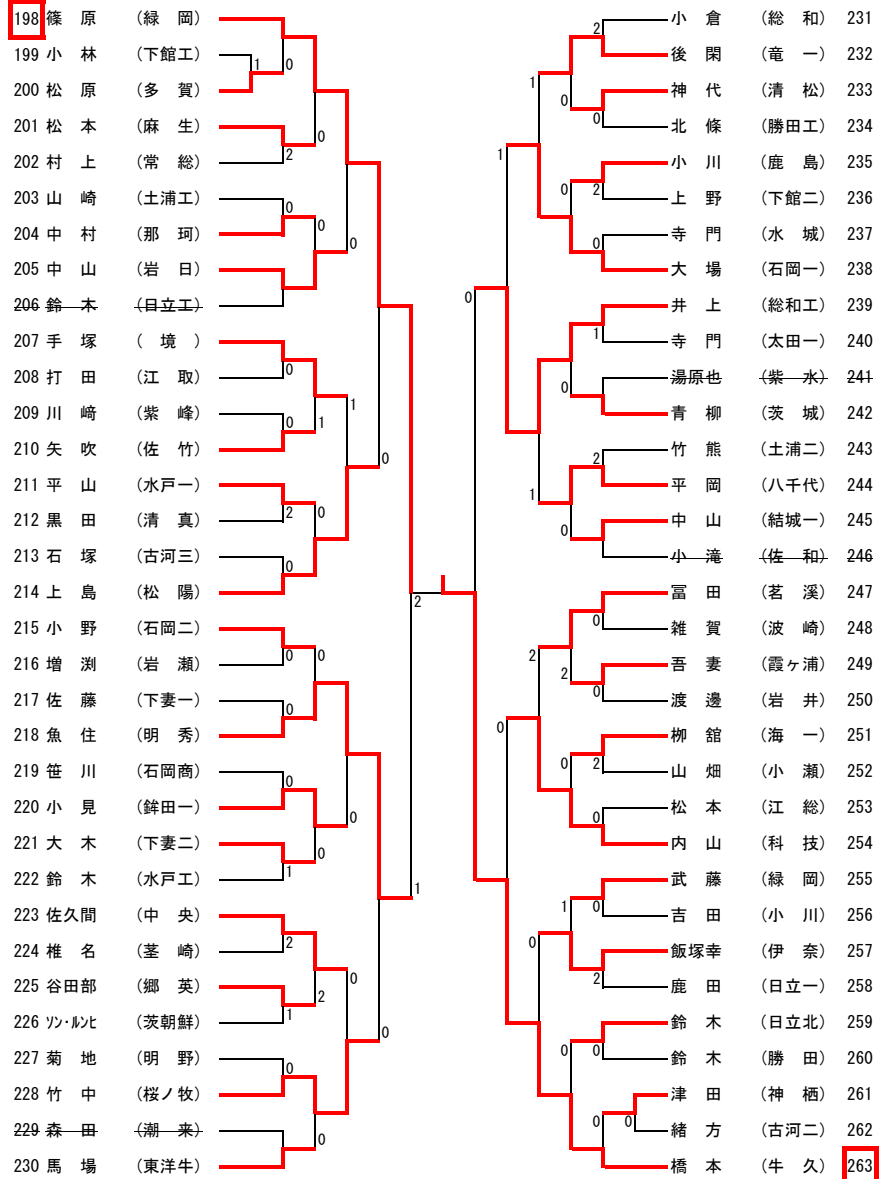 198 篠　原 （緑　岡）
199 小　林 （下館工）
200 松　原 （多　賀）
201 松　本 （麻　生）
202 村　上 （常　総）
203 山　崎 （土浦工）
204 中　村 （那　珂）
205 中　山 （岩　日）
206 鈴　木 （日立工）
207 手　塚 （　境　）
208 打　田 （江　取）
209 川　﨑 （紫　峰）
210 矢　吹 （佐　竹）
211 平　山 （水戸一）
212 黒　田 （清　真）
213 石　塚 （古河三）
214 上　島 （松　陽）
215 小　野 （石岡二）
216 増　渕 （岩　瀬）
217 佐　藤 （下妻一）
218 魚　住 （明　秀）
219 笹　川 （石岡商）
220 小　見 （鉾田一）
221 大　木 （下妻二）
222 鈴　木 （水戸工）
223 佐久間 （中　央）
224 椎　名 （茎　崎）
225 谷田部 （郷　英）
226 ソン・ルンヒ （茨朝鮮）
227 菊　地 （明　野）
228 竹　中 （桜ノ牧）
229 森　田 （潮　来）
230 馬　場 （東洋牛）
1 0
0
2
0
0
0
0
0 1
1
2 0
0
0
0 0
0
0
0
0
1
2
2
1
0
0
0
0
1
2
2
0
1
0
0 2
0
1
1
0
2
0
1
0
0
2
2
0
0 2
0
0
1 0
2
0
0 0
0 0
0
小　倉 （総　和） 231
後　閑 （竜　一） 232
神　代 （清　松） 233
北　條 （勝田工） 234
小　川 （鹿　島） 235
上　野 （下館二） 236
寺　門 （水　城） 237
大　場 （石岡一） 238
井　上 （総和工） 239
寺　門 （太田一） 240
湯原也 （紫　水） 241
青　柳 （茨　城） 242
竹　熊 （土浦二） 243
平　岡 （八千代） 244
中　山 （結城一） 245
小　滝 （佐　和） 246
冨　田 （茗　溪） 247
雑　賀 （波　崎） 248
吾　妻 （霞ヶ浦） 249
渡　邊 （岩　井） 250
栁　舘 （海　一） 251
山　畑 （小　瀬） 252
松　本 （江　総） 253
内　山 （科　技） 254
武　藤 （緑　岡） 255
吉　田 （小　川） 256
飯塚幸 （伊　奈） 257
鹿　田 （日立一） 258
鈴　木 （日立北） 259
鈴　木 （勝　田） 260
津　田 （神　栖） 261
緒　方 （古河二） 262
橋　本 （牛　久） 263